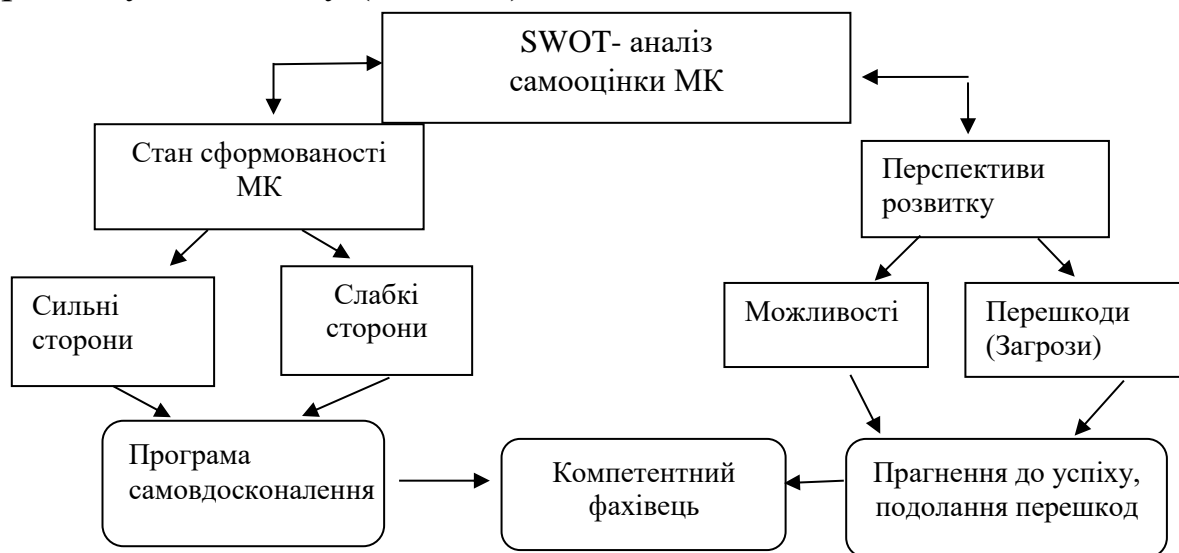 SWOT- аналіз
самооцінки МК
Стан сформованості
МК
Перспективи
розвитку
Сильні
сторони
Слабкі
сторони
Можливості
Перешкоди
(Загрози)
Програма
самовдосконалення
Компетентний
фахівець
Прагнення до успіху,
подолання перешкод